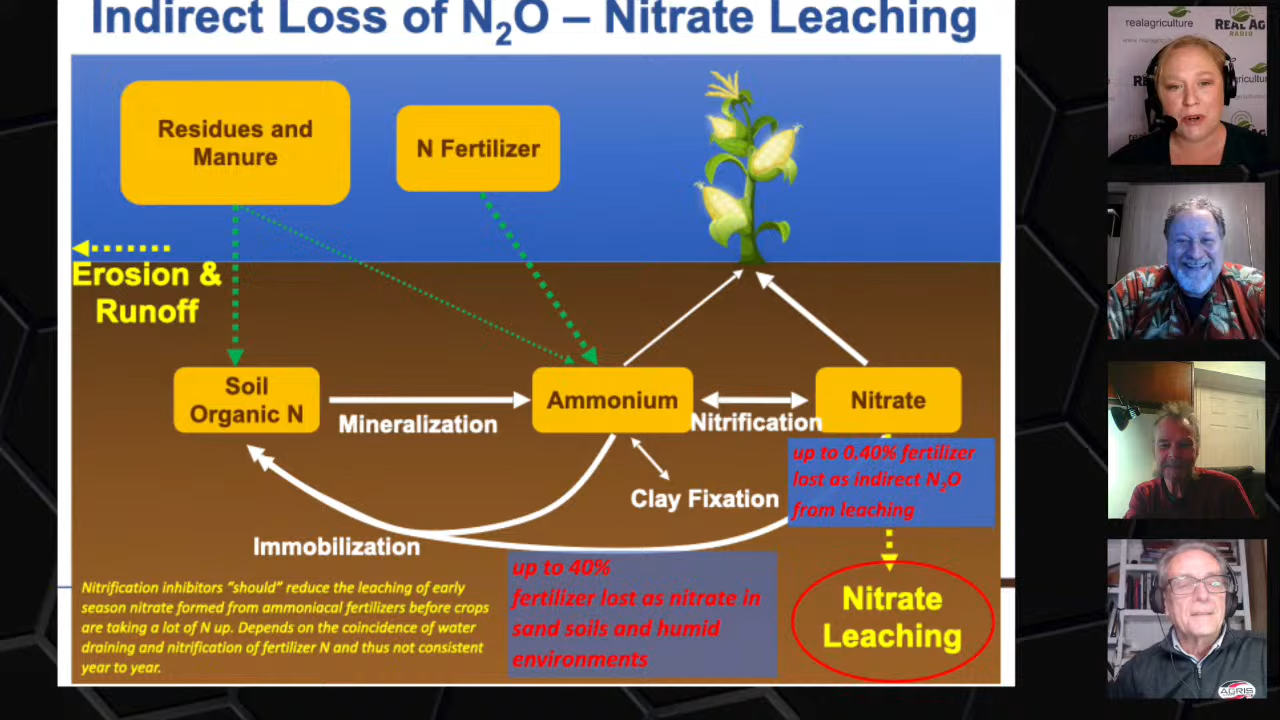 Indirect Loss of N₂O – Nitrate Leaching
Residues and
Manure
N Fertilizer
Erosion &
Runoff
Soil
Organic N
Mineralization
Ammonium
Nitrification
Nitrate
up to 0.40% fertilizer
lost as indirect N₂O
from leaching
Clay Fixation
Immobilization
up to 40%
fertilizer lost as nitrate in
sand soils and humid
environments
Nitrate
Leaching
Nitrification inhibitors “should” reduce the leaching of early
season nitrate formed from ammoniacal fertilizers before crops
are taking a lot of N up. Depends on the coincidence of water
draining and nitrification of fertilizer N and thus not consistent
year to year.
realagriculture
REAL AG
RADIO
AGRIS